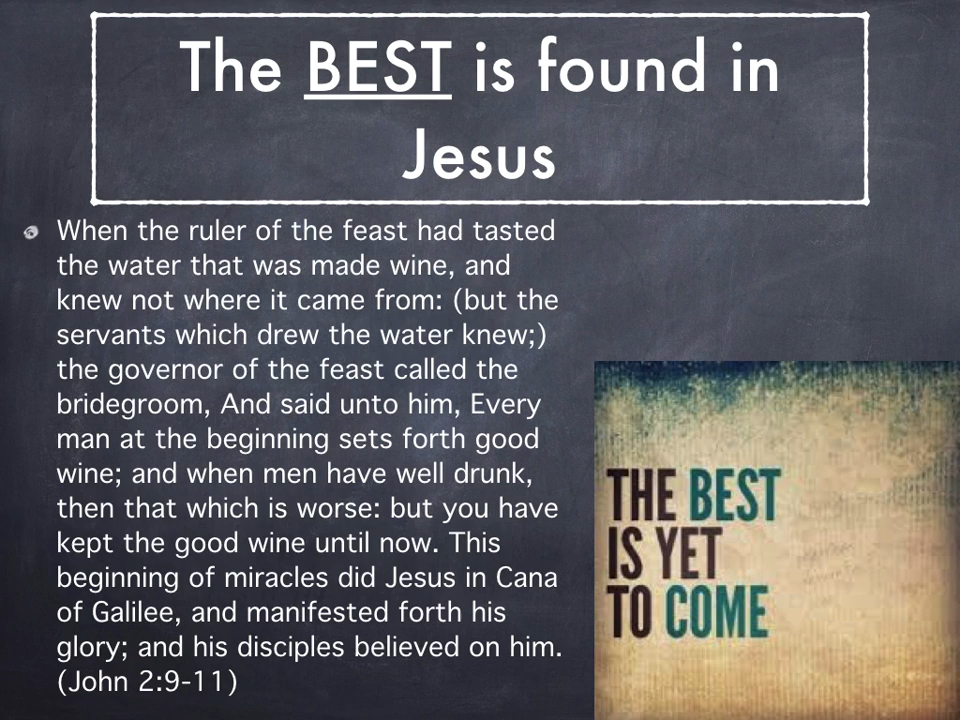 The BEST is found in
Jesus
When the ruler of the feast had tasted
the water that was made wine, and
knew not where it came from: (but the
servants which drew the water knew;)
the governor of the feast called the
bridegroom, And said unto him, Every
man at the beginning sets forth good
wine; and when men have well drunk,
then that which is worse: but you have
kept the good wine until now. This
beginning of miracles did Jesus in Cana
of Galilee, and manifested forth his
glory; and his disciples believed on him.
(John 2:9-11)
THE BEST
IS YET
TO COME